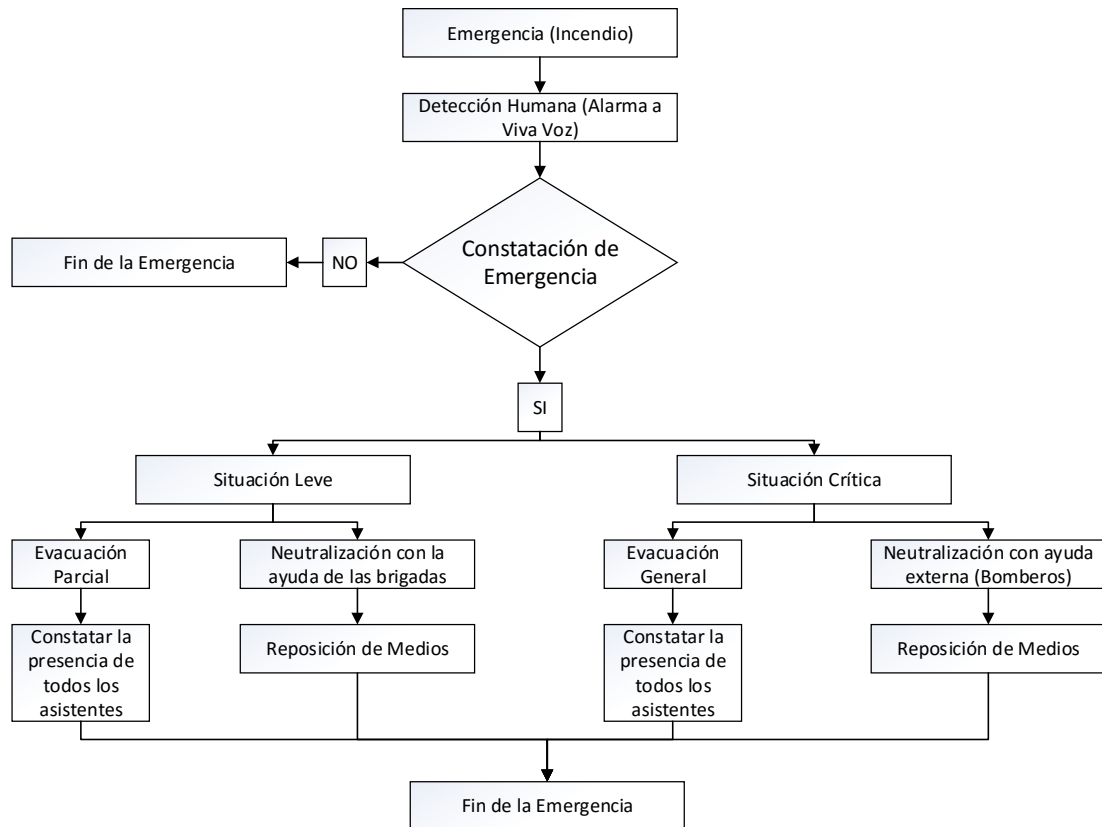 Emergencia (Incendio)
Detección Humana (Alarma a
Viva Voz)
Constatación de
Emergencia
NO
Fin de la Emergencia
SI
Situación Leve
Situación Crítica
Evacuación
Parcial
Neutralización con la
ayuda de las brigadas
Evacuación
General
Neutralización con ayuda
externa (Bomberos)
Constatar la
presencia de
todos los
asistentes
Reposición de Medios
Constatar la
presencia de
todos los
asistentes
Reposición de Medios
Fin de la Emergencia